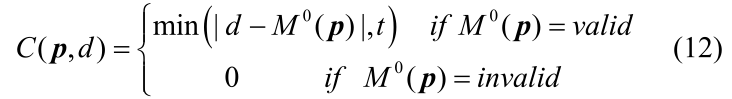 C(p,d) = { min(| d − M⁰(p) |, t) if M⁰(p) = valid (12)
0 if M⁰(p) = invalid